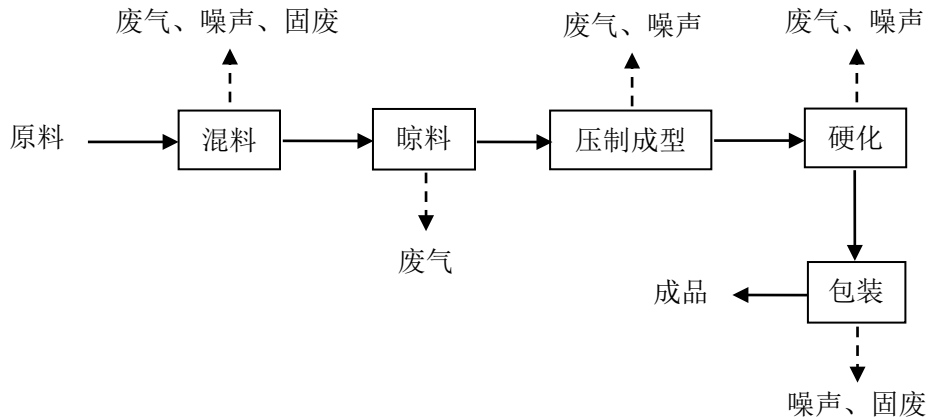 废气、噪声、固废
废气、噪声
废气、噪声
原料
混料
晾料
压制成型
硬化
废气
成品
包装
噪声、固废